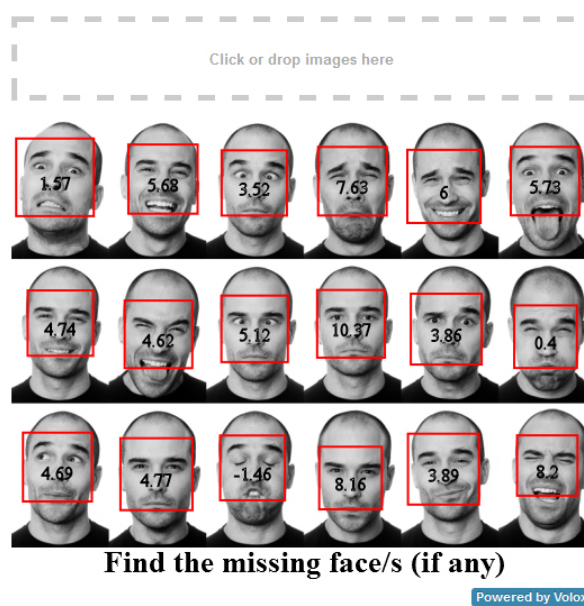 Click or drop images here
1.57 5.68 3.52 7.63 6 5.73
4.74 4.62 5.12 10.37 3.86 0.4
4.69 4.77 -1.46 8.16 3.89 8.2
Find the missing face/s (if any)
Powered by Volox